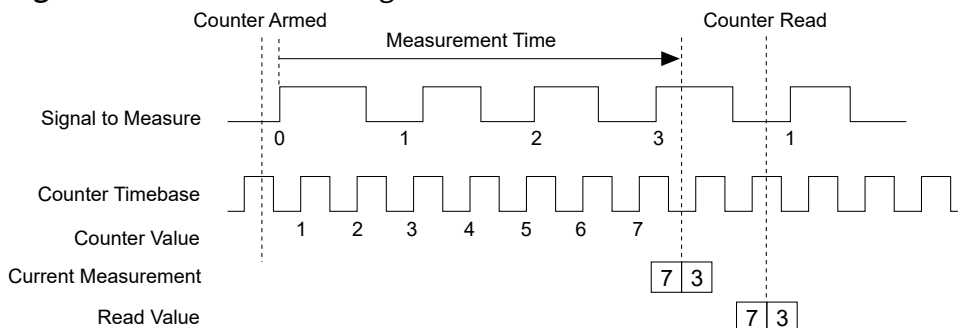 Counter Armed Counter Read
Measurement Time
Signal to Measure
0 1 2 3 1
Counter Timebase
1 2 3 4 5 6 7
Counter Value
Current Measurement 7 3
Read Value 7 3